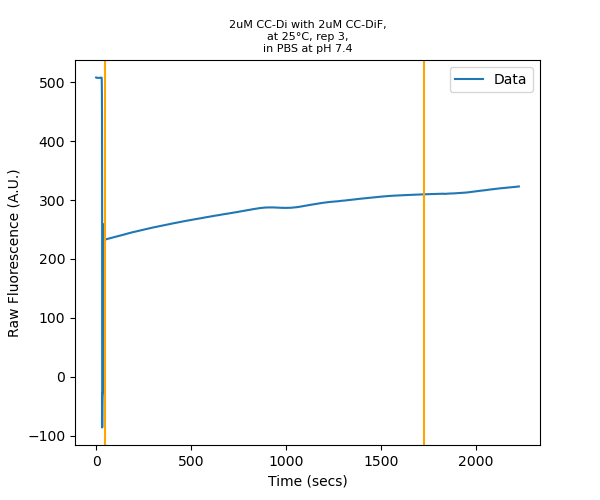 2uM CC-Di with 2uM CC-DiF,
at 25°C, rep 3,
in PBS at pH 7.4
Data
Raw Fluorescence (A.U.)
500
400
300
200
100
0
−100
0
500
1000
1500
2000
Time (secs)